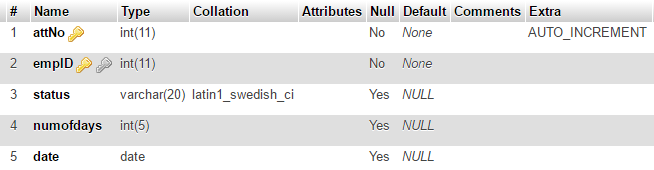 # Name Type Collation Attributes Null Default Comments Extra
1 attNo int(11) No None AUTO_INCREMENT
2 empID int(11) No None
3 status varchar(20) latin1_swedish_ci Yes NULL
4 numofdays int(5) Yes NULL
5 date date Yes NULL